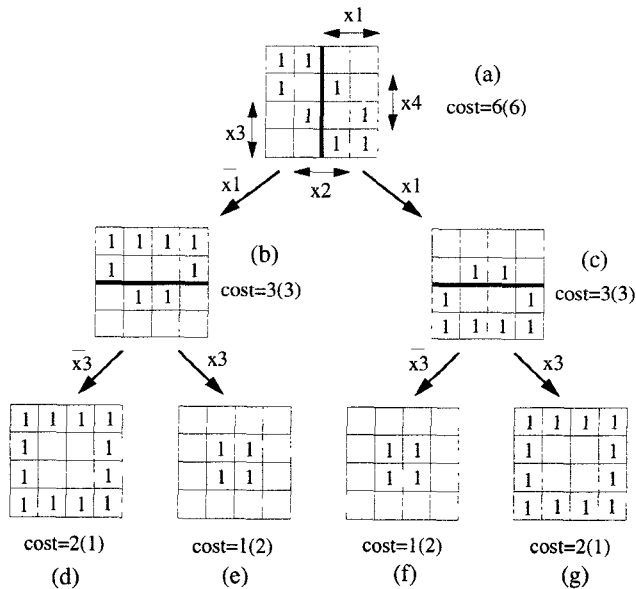 x1
1 1
(a)
1 1
x4
cost=6(6)
x3
1 1
1 1
x̄1
x2
x1
1 1 1 1
(b)
1 1
cost=3(3)
1 1
1 1
(c)
1 1
cost=3(3)
1 1 1 1
x̄3
x3
x̄3
x3
1 1 1 1
1 1
1 1
1 1 1 1
1 1
1 1
1 1
1 1
1 1 1 1
1 1
1 1
1 1 1 1
cost=2(1)
cost=1(2)
cost=1(2)
cost=2(1)
(d)
(e)
(f)
(g)